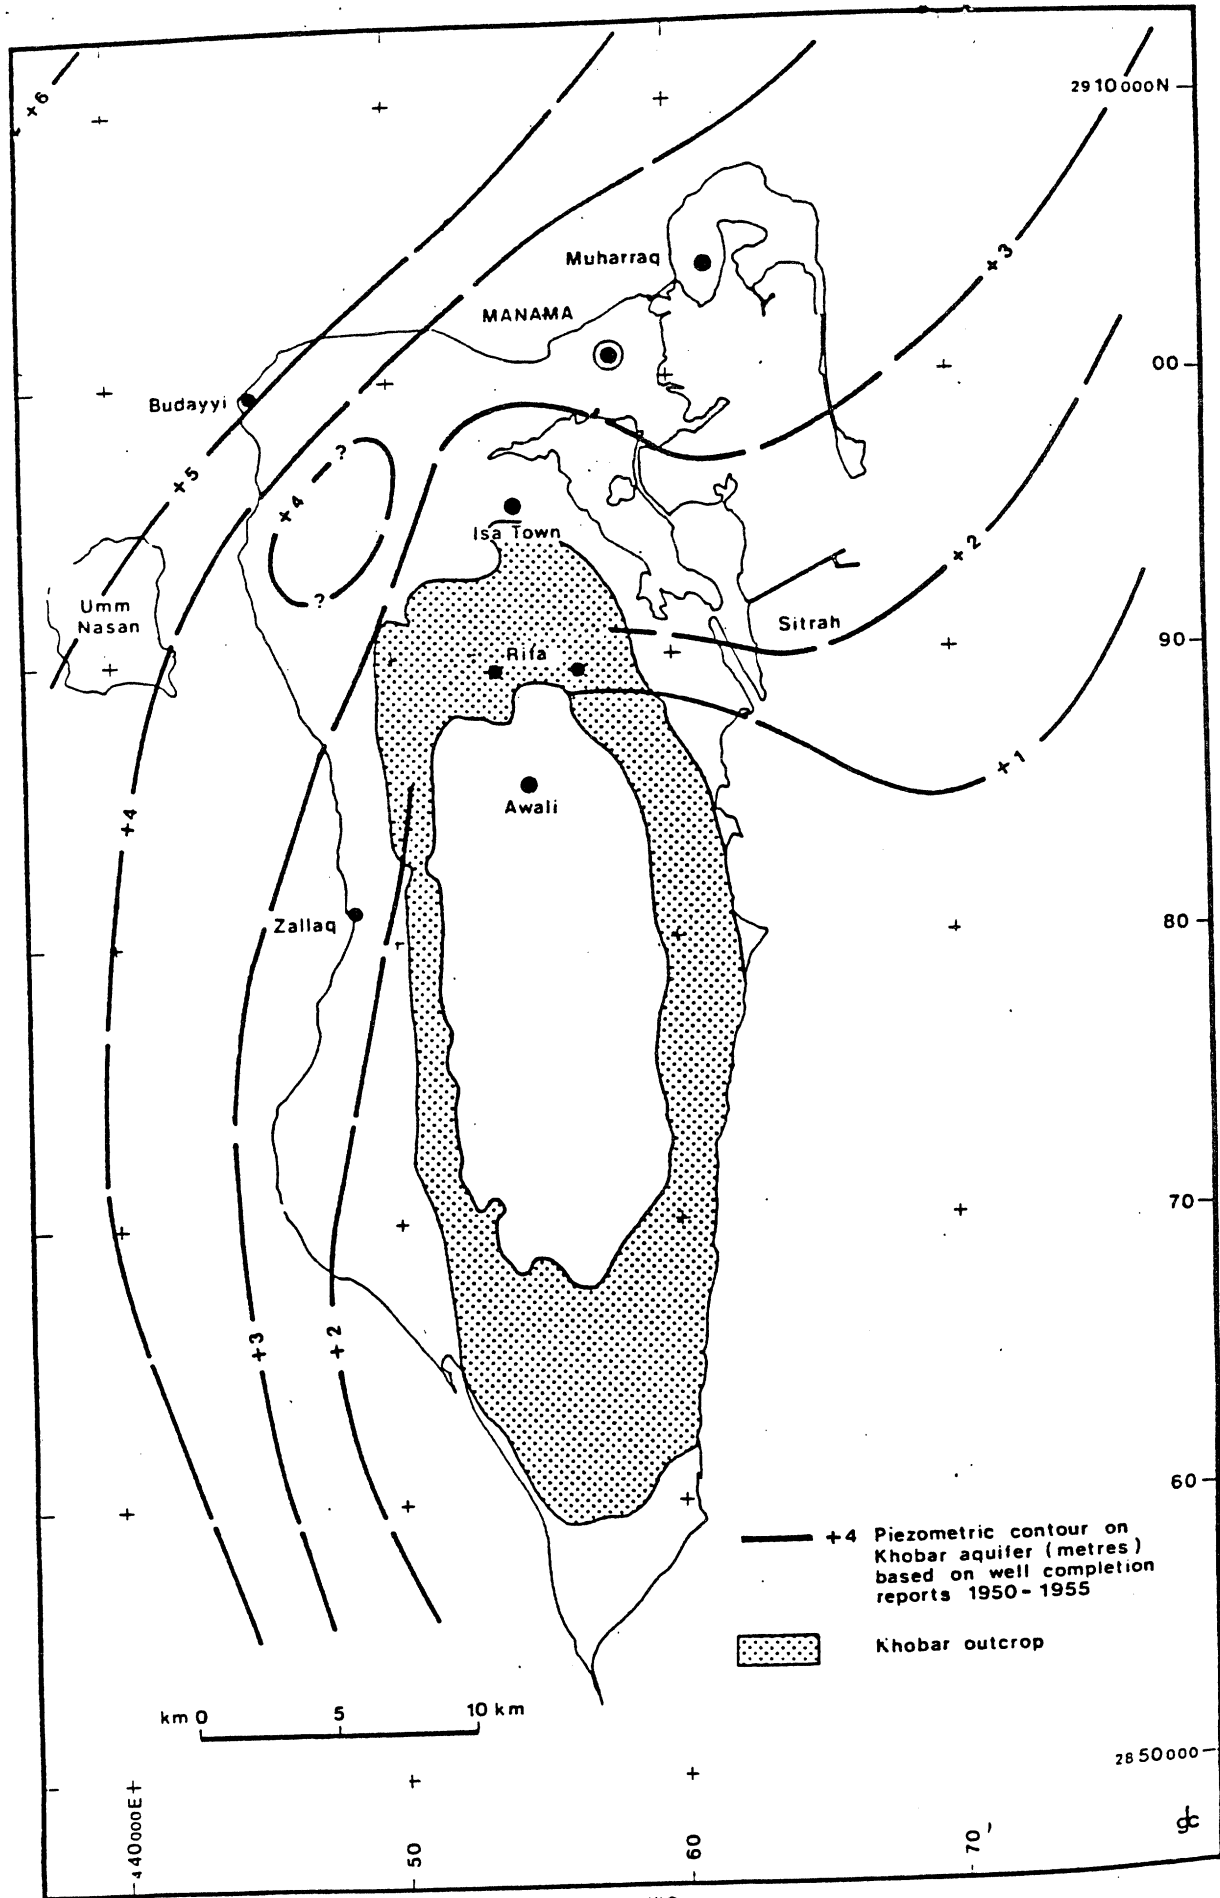 +6
2910000N
Muharraq
+3
MANAMA
00
Budayyi
?
+5
+4
Isa Town
+2
?
Umm
Nasan
Sitrah
90
Rifa
+1
+4
Awali
80
Zallaq
70
+3
+2
60
+4 Piezometric contour on
Khobar aquifer (metres)
based on well completion
reports 1950-1955
Khobar outcrop
km 0 5 10 km
2850000
440000E
50
60
70
gdc